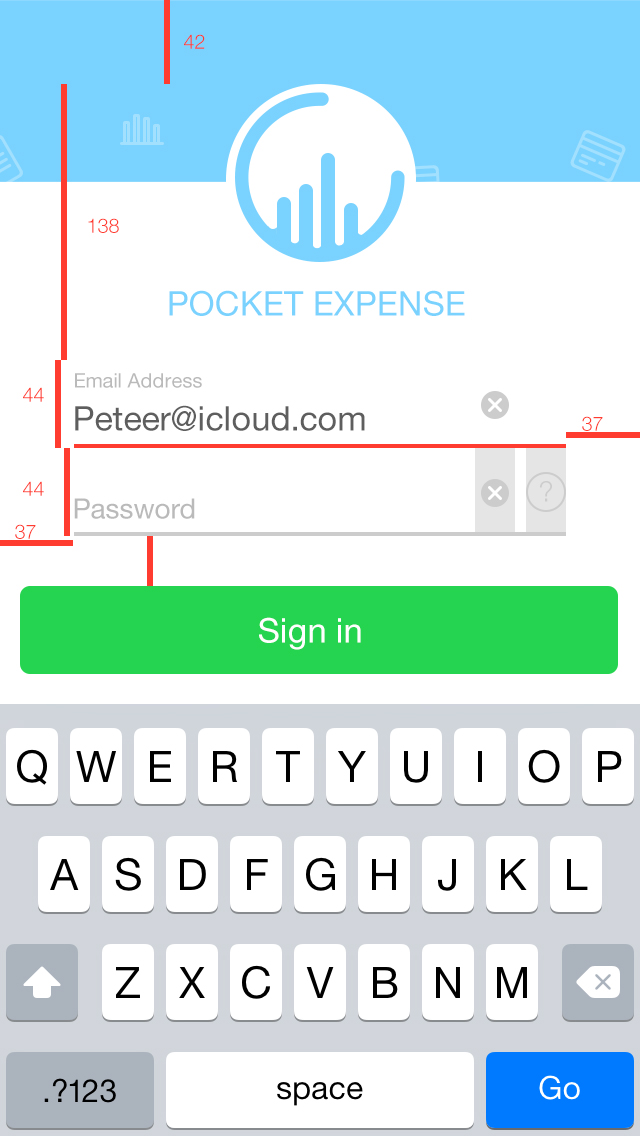 42
138
POCKET EXPENSE
Email Address
44
Peteer@icloud.com
37
44
Password
?
37
Sign in
Q W E R T Y U I O P
A S D F G H J K L
Z X C V B N M
.?123 space Go